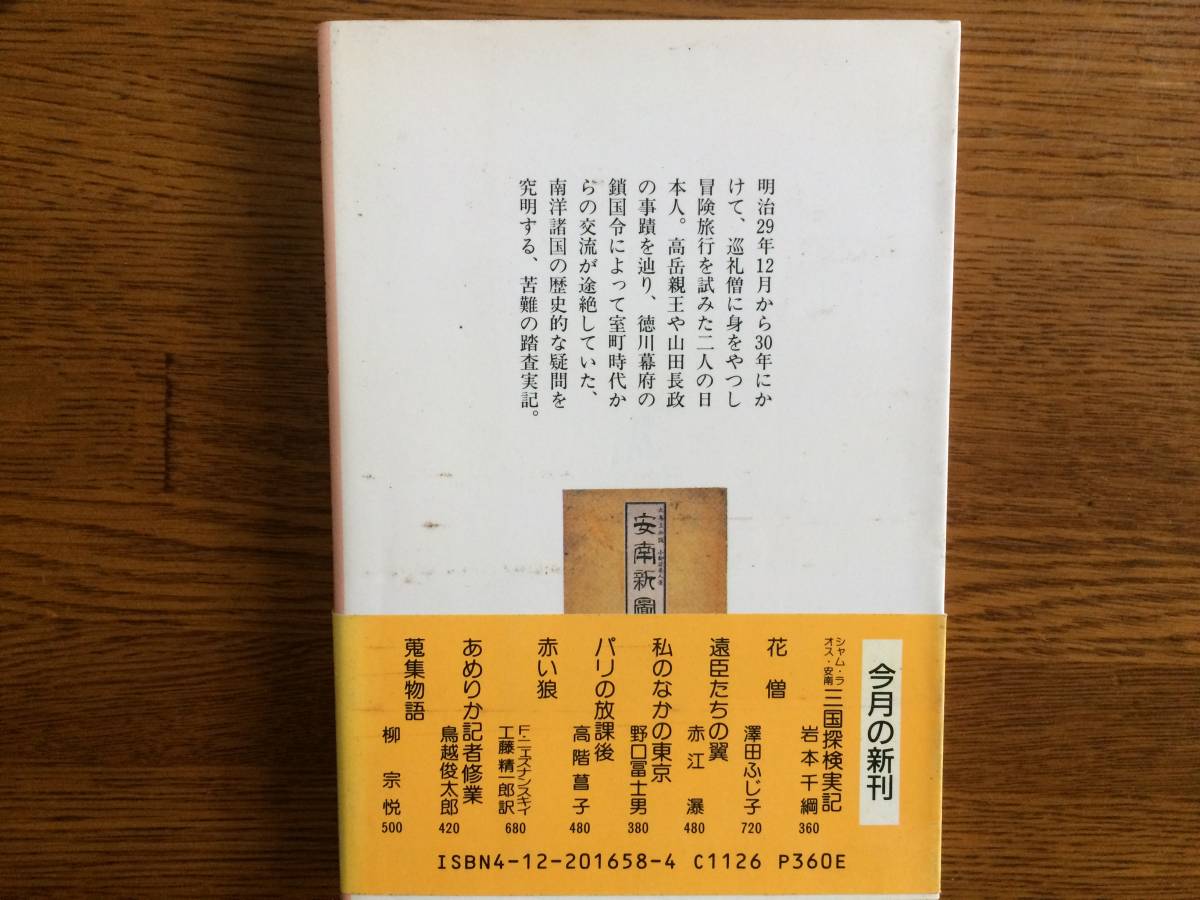 明治29年12月から30年にか
けて、巡礼僧に身をやつし
冒険旅行を試みた二人の日
本人。高岳親王や山田長政
の事蹟を辿り、徳川幕府の
鎖国令によって室町時代か
らの交流が途絶していた、
南洋諸国の歴史的な疑問を
究明する、苦難の踏査実記。
安南新圖
今月の新刊
シャム・ラオス・安南 三国探検実記 岩本千綱 360
花僧 澤田ふじ子 720
遠臣たちの翼 赤江瀑 480
私のなかの東京 野口冨士男 380
パリの放課後 高階菖子 480
赤い狼 F・ニェズナンスキイ 工藤精一郎訳 680
あめりか記者修業 鳥越俊太郎 420
蒐集物語 柳宗悦 500
ISBN4-12-201658-4 C1126 P360E